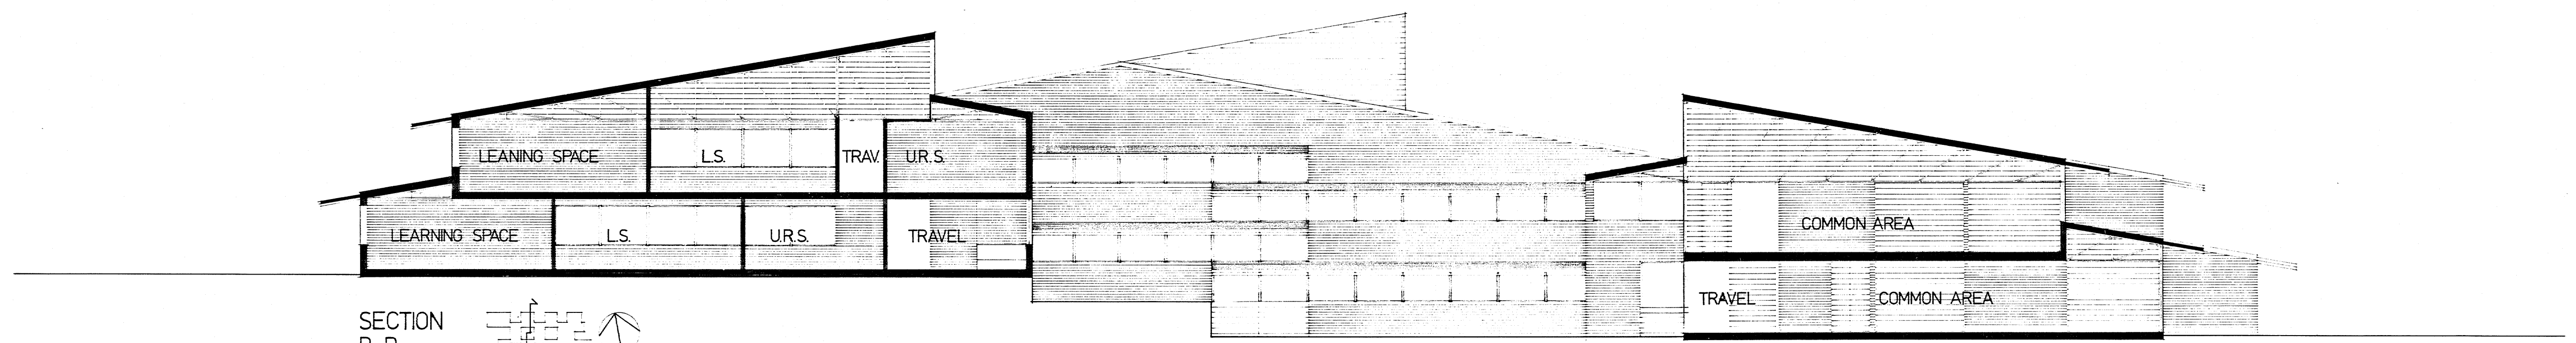 LEANING SPACE
L.S.
TRAV.
U.R.S.
LEARNING SPACE
L.S
U.R.S.
TRAVEL
COMMON AREA
TRAVEL
COMMON AREA
SECTION